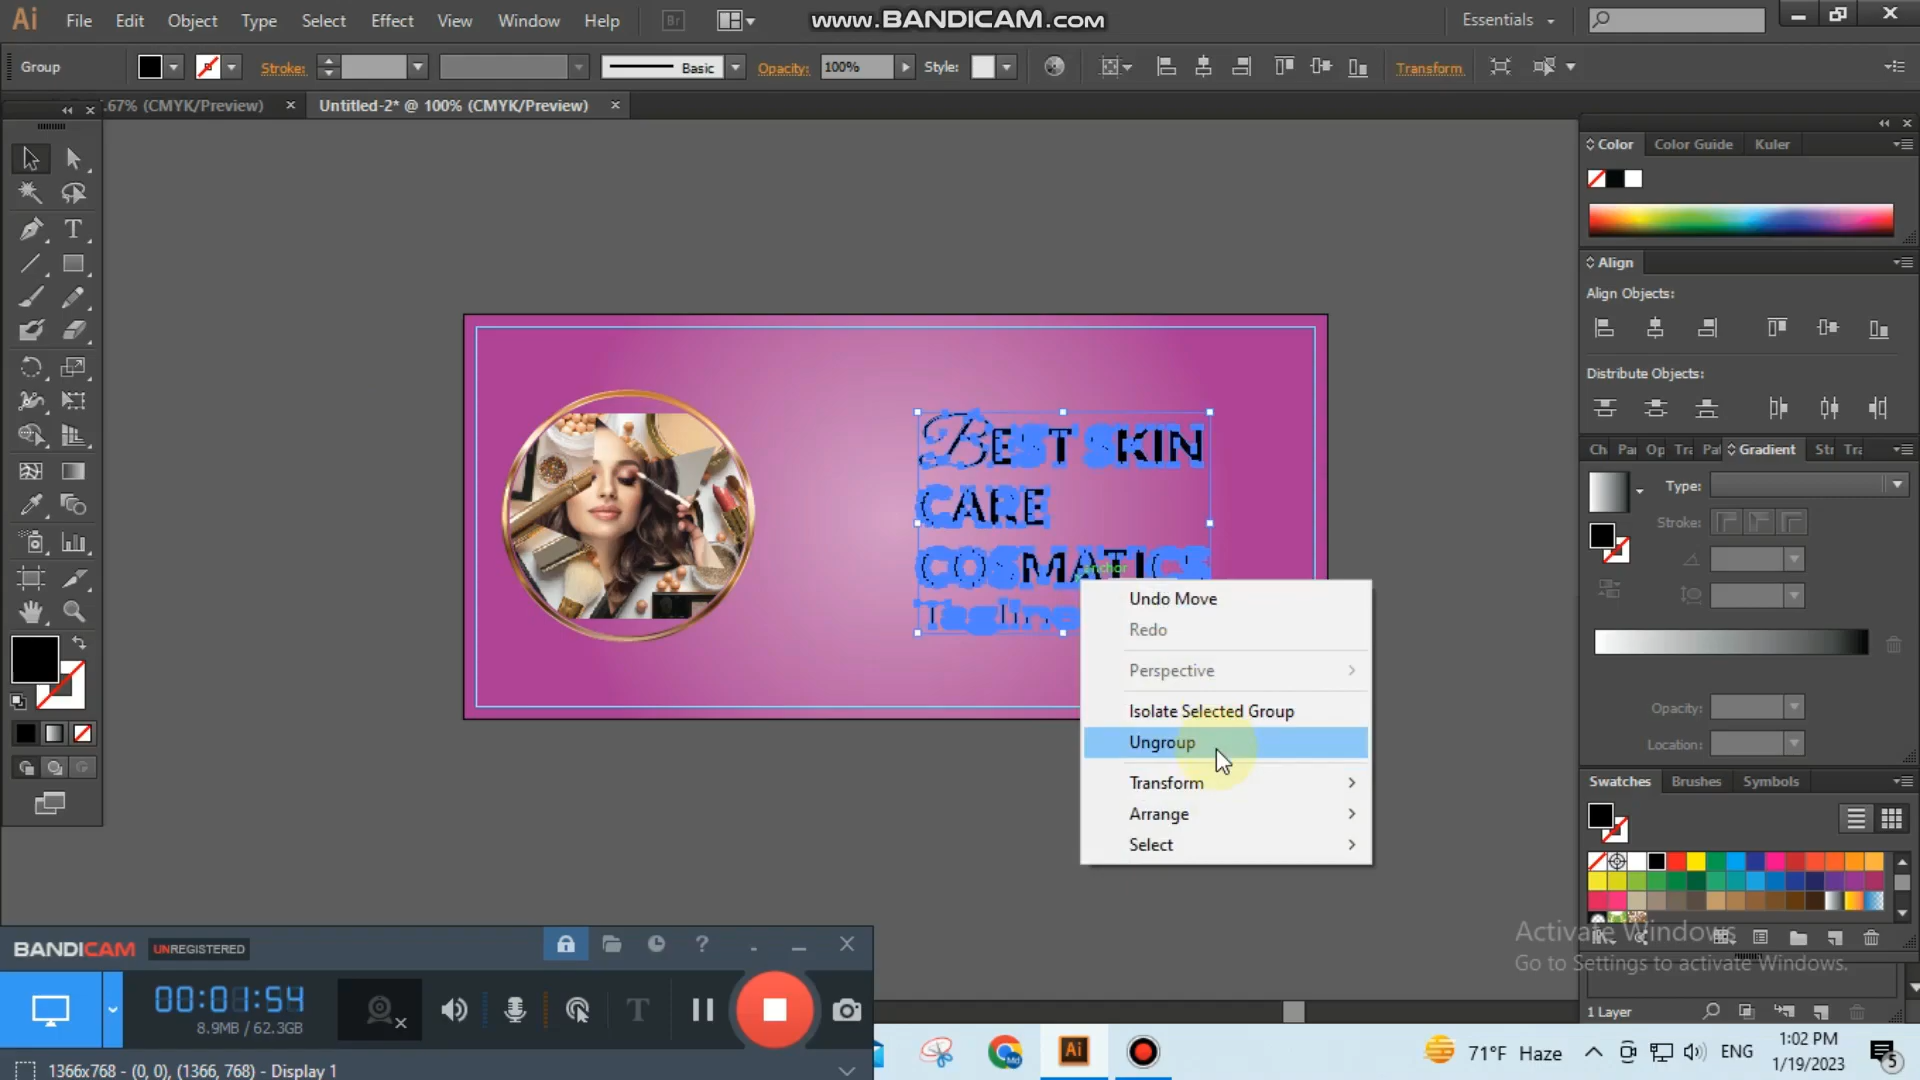 Ai File Edit Object Type Select Effect View Window Help Br www.BANDICAM.com Essentials
Group Stroke: Basic Opacity: 100% Style: Transform
.67% (CMYK/Preview) × Untitled-2* @ 100% (CMYK/Preview) ×
Color Color Guide Kuler
Align
Align Objects:
Distribute Objects:
BEST SKIN
CARE
COSMATICS
Tagline
anchor
Undo Move
Redo
Perspective
Isolate Selected Group
Ungroup
Transform
Arrange
Select
Gradient
Type:
Stroke:
Opacity:
Location:
Swatches Brushes Symbols
Activate Windows
Go to Settings to activate Windows.
1 Layer
BANDICAM UNREGISTERED
00:01:54
8.9MB / 62.3GB
1366x768 - (0, 0), (1366, 768) - Display 1
71°F Haze ENG
1:02 PM
1/19/2023
5